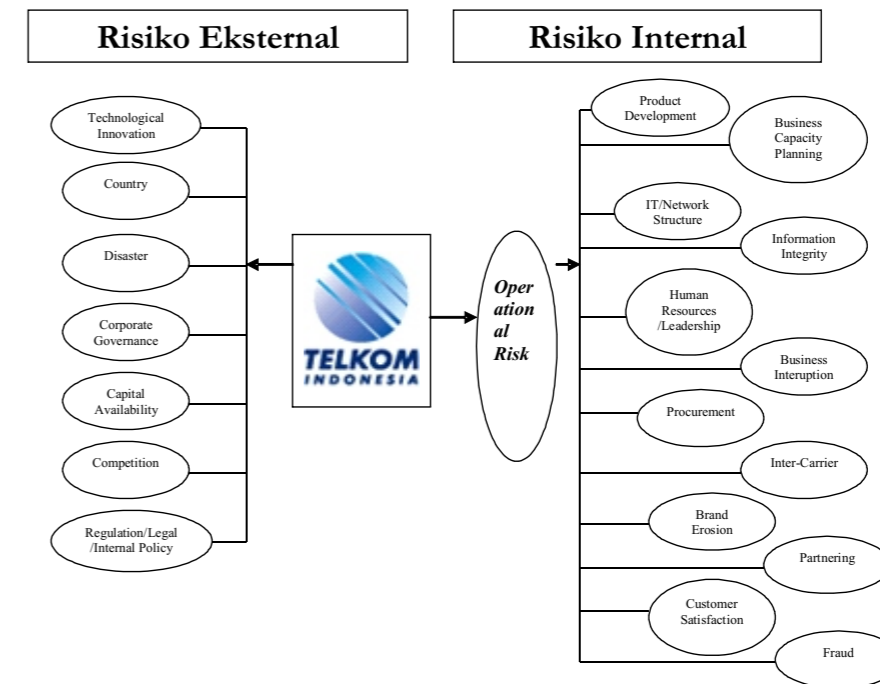 Risiko Eksternal
Risiko Internal
Technological
Innovation
Country
Disaster
Corporate
Governance
Capital
Availability
Competition
Regulation/Legal
/Internal Policy
TELKOM
INDONESIA
Oper
ation
al
Risk
Product
Development
Business
Capacity
Planning
IT/Network
Structure
Information
Integrity
Human
Resources
/Leadership
Business
Interuption
Procurement
Inter-Carrier
Brand
Erosion
Partnering
Customer
Satisfaction
Fraud